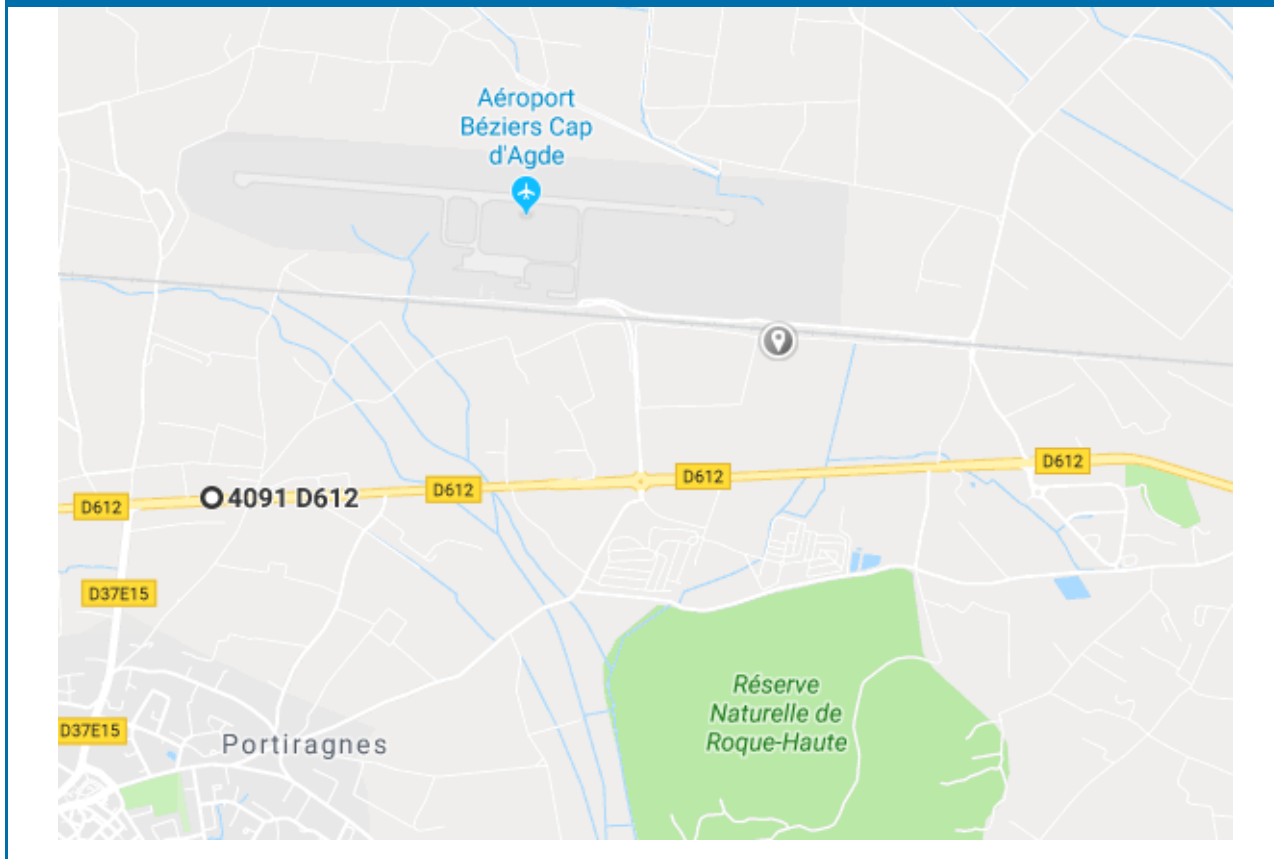 Aéroport
Béziers Cap
d'Agde
D612
D612
D612
4091 D612
D612
D37E15
Réserve
Naturelle de
Roque-Haute
D37E15
Portiragnes